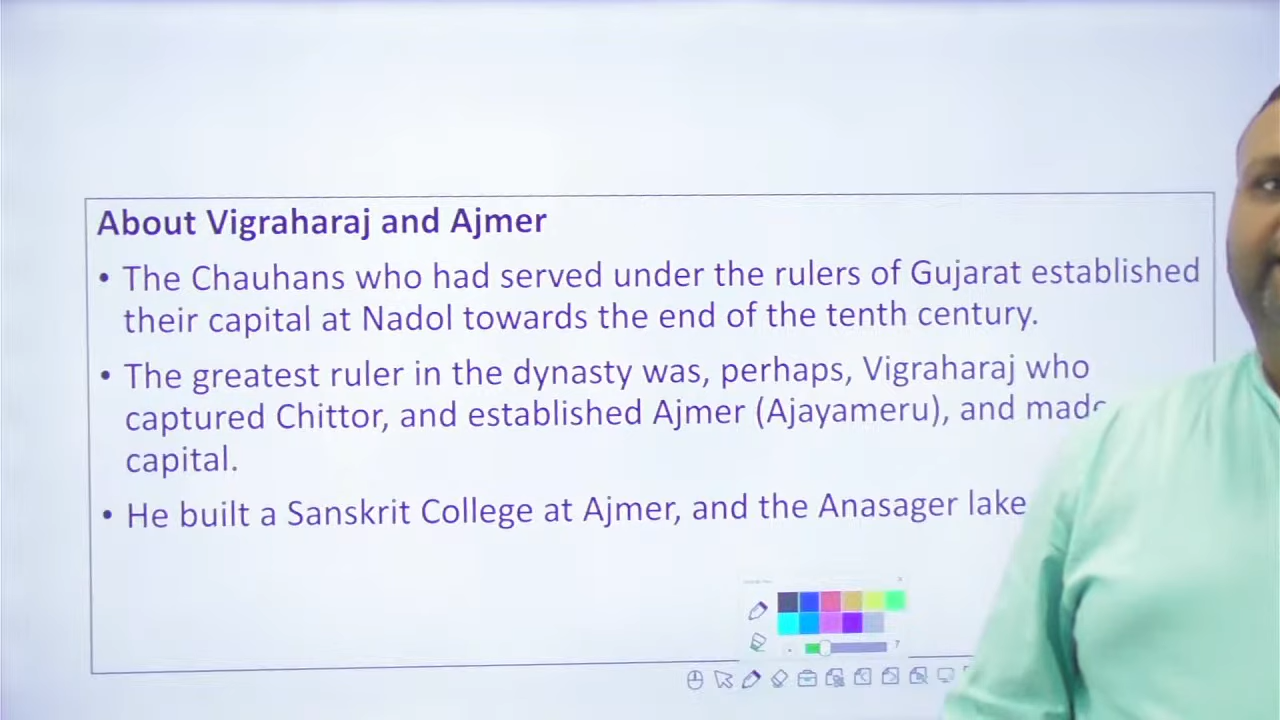 About Vigraharaj and Ajmer
• The Chauhans who had served under the rulers of Gujarat established
their capital at Nadol towards the end of the tenth century.
• The greatest ruler in the dynasty was, perhaps, Vigraharaj who
captured Chittor, and established Ajmer (Ajayameru), and made
capital.
• He built a Sanskrit College at Ajmer, and the Anasager lake
7